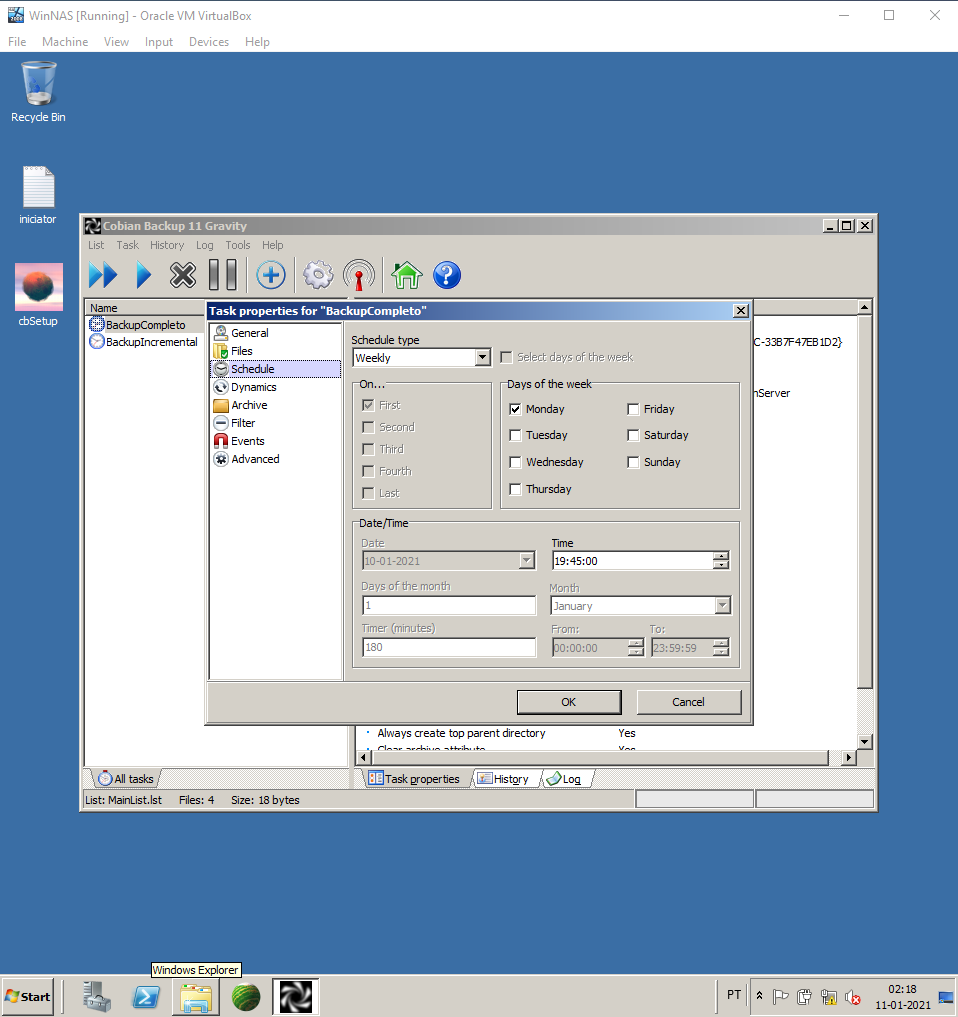 WinNAS [Running] - Oracle VM VirtualBox
File Machine View Input Devices Help
Recycle Bin
iniciator
cbSetup
Cobian Backup 11 Gravity
List Task History Log Tools Help
Name
BackupCompleto
BackupIncremental
C-33B7F47EB1D2}
nServer
Task properties for "BackupCompleto"
General
Files
Schedule
Dynamics
Archive
Filter
Events
Advanced
Schedule type
Weekly
Select days of the week
On...
First
Second
Third
Fourth
Last
Days of the week
Monday Friday
Tuesday Saturday
Wednesday Sunday
Thursday
Date/Time
Date Time
10-01-2021 19:45:00
Days of the month Month
1 January
Timer (minutes) From: To:
180 00:00:00 23:59:59
OK Cancel
Always create top parent directory Yes
Clear archive attribute Yes
All tasks
Task properties History Log
List: MainList.lst Files: 4 Size: 18 bytes
Windows Explorer
Start
PT
02:18
11-01-2021